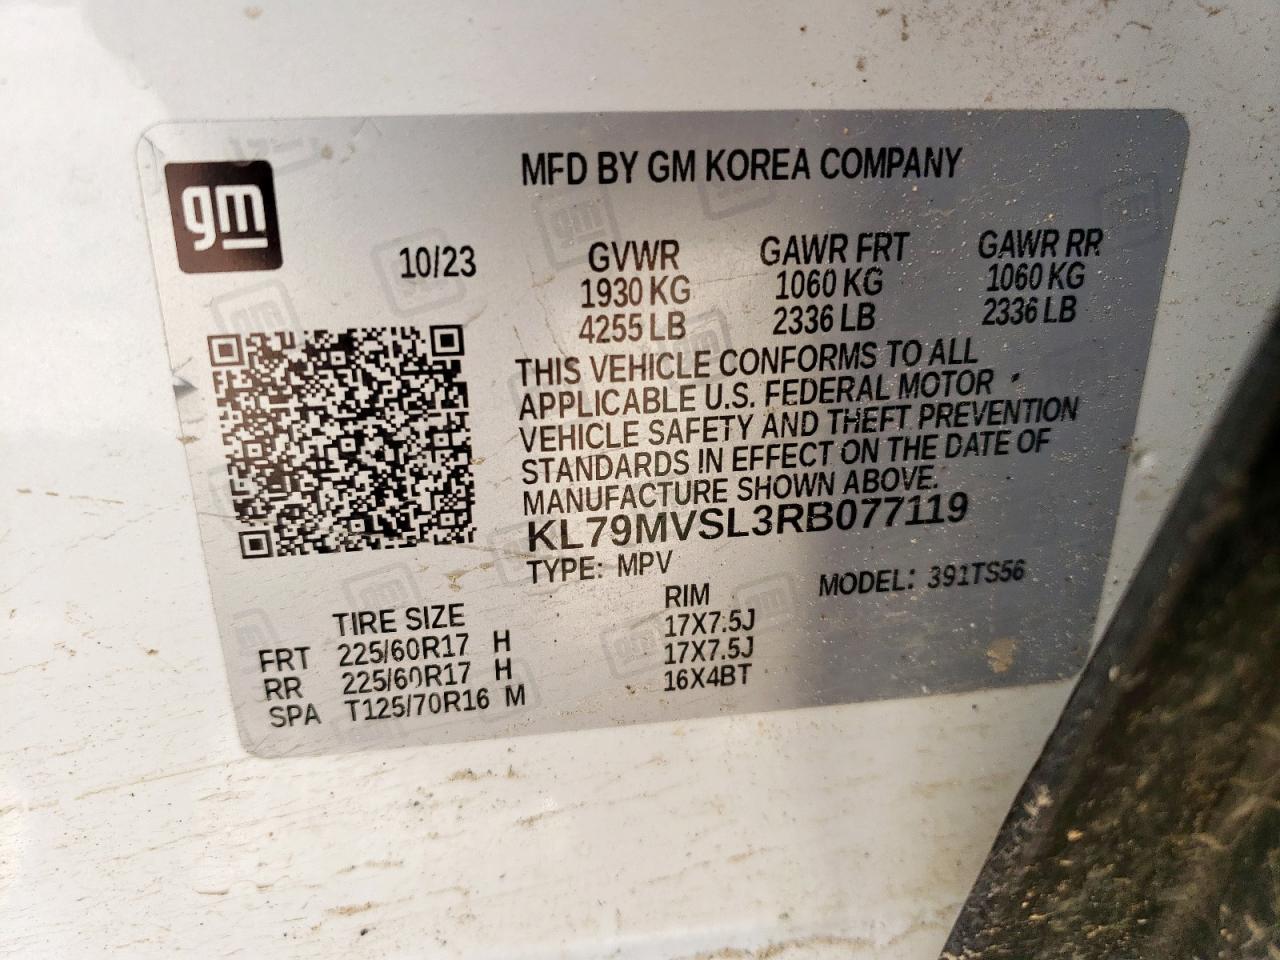 gm
MFD BY GM KOREA COMPANY
10/23
GVWR GAWR FRT GAWR RR
1930 KG 1060 KG 1060 KG
4255 LB 2336 LB 2336 LB
THIS VEHICLE CONFORMS TO ALL
APPLICABLE U.S. FEDERAL MOTOR
VEHICLE SAFETY AND THEFT PREVENTION
STANDARDS IN EFFECT ON THE DATE OF
MANUFACTURE SHOWN ABOVE.
KL79MVSL3RB077119
TYPE: MPV MODEL: 391TS56
TIRE SIZE RIM
FRT 225/60R17 H 17X7.5J
RR 225/60R17 H 17X7.5J
SPA T125/70R16 M 16X4BT